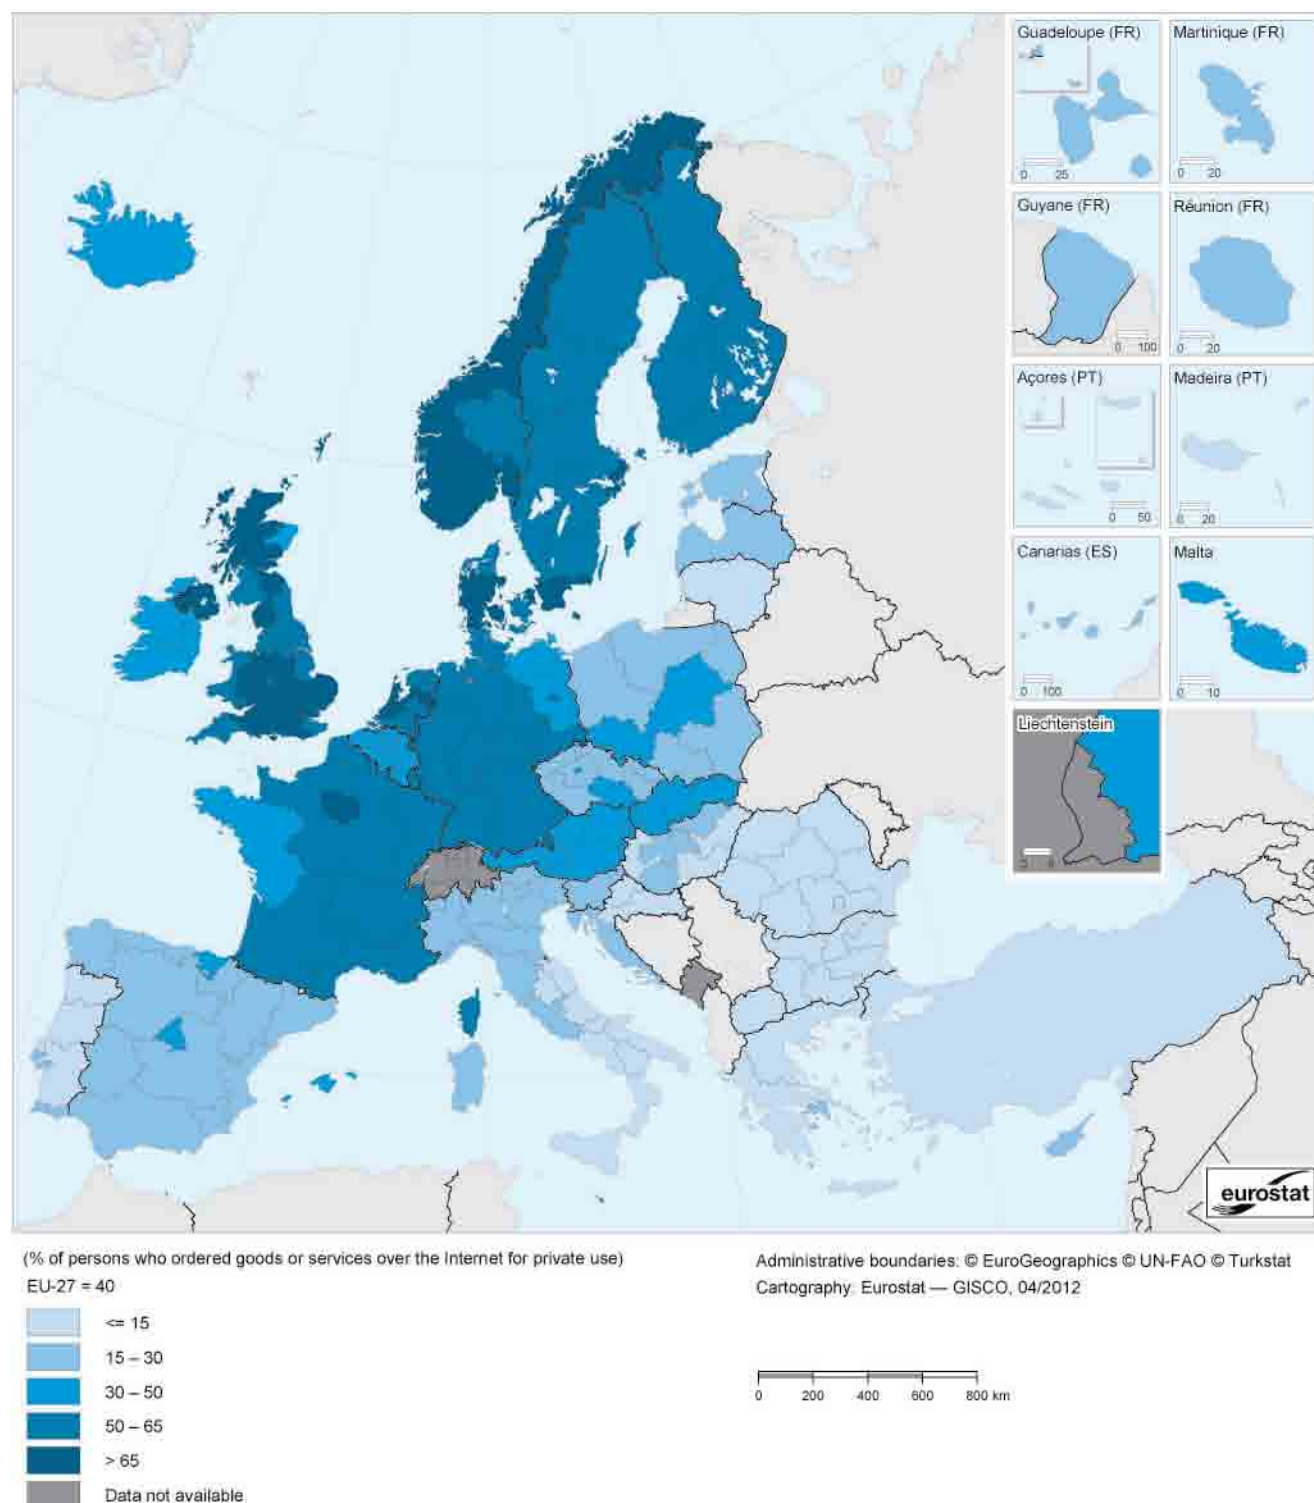 Guadeloupe (FR)
0 25
Martinique (FR)
0 20
Guyane (FR)
0 100
Réunion (FR)
0 20
Açores (PT)
0 50
Madeira (PT)
0 20
Canarias (ES)
0 100
Malta
0 10
Liechtenstein
eurostat
(% of persons who ordered goods or services over the Internet for private use)
EU-27 = 40
<= 15
15 – 30
30 – 50
50 – 65
> 65
Data not available
Administrative boundaries: © EuroGeographics © UN-FAO © Turkstat
Cartography: Eurostat — GISCO, 04/2012
0 200 400 600 800 km